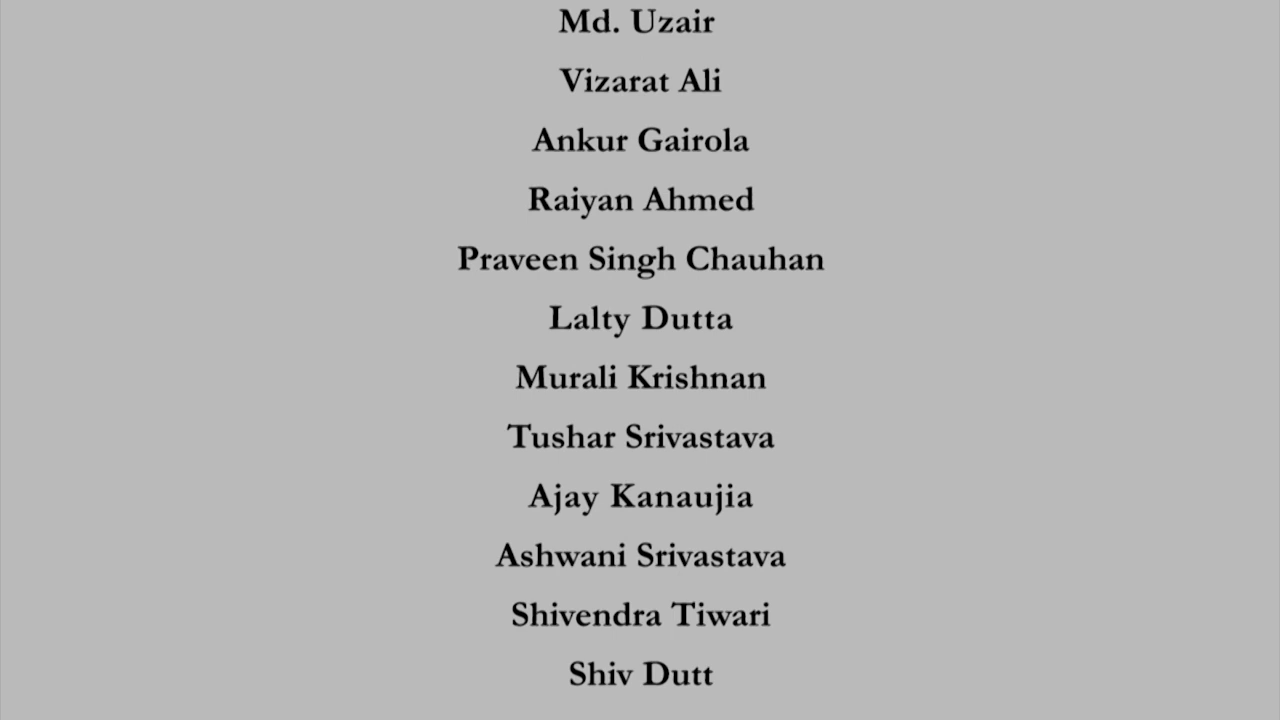 Md. Uzair
Vizarat Ali
Ankur Gairola
Raiyan Ahmed
Praveen Singh Chauhan
Lalty Dutta
Murali Krishnan
Tushar Srivastava
Ajay Kanaujia
Ashwani Srivastava
Shivendra Tiwari
Shiv Dutt